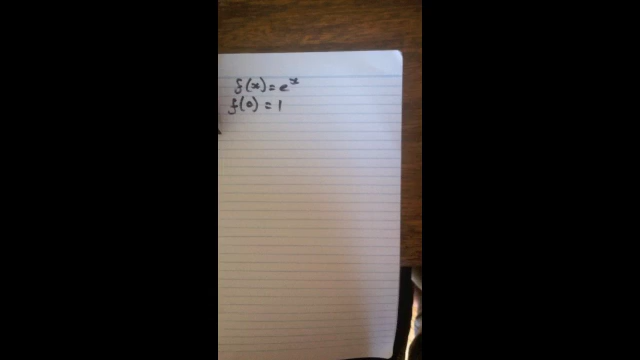 f(x)=e^x
f(0) = 1